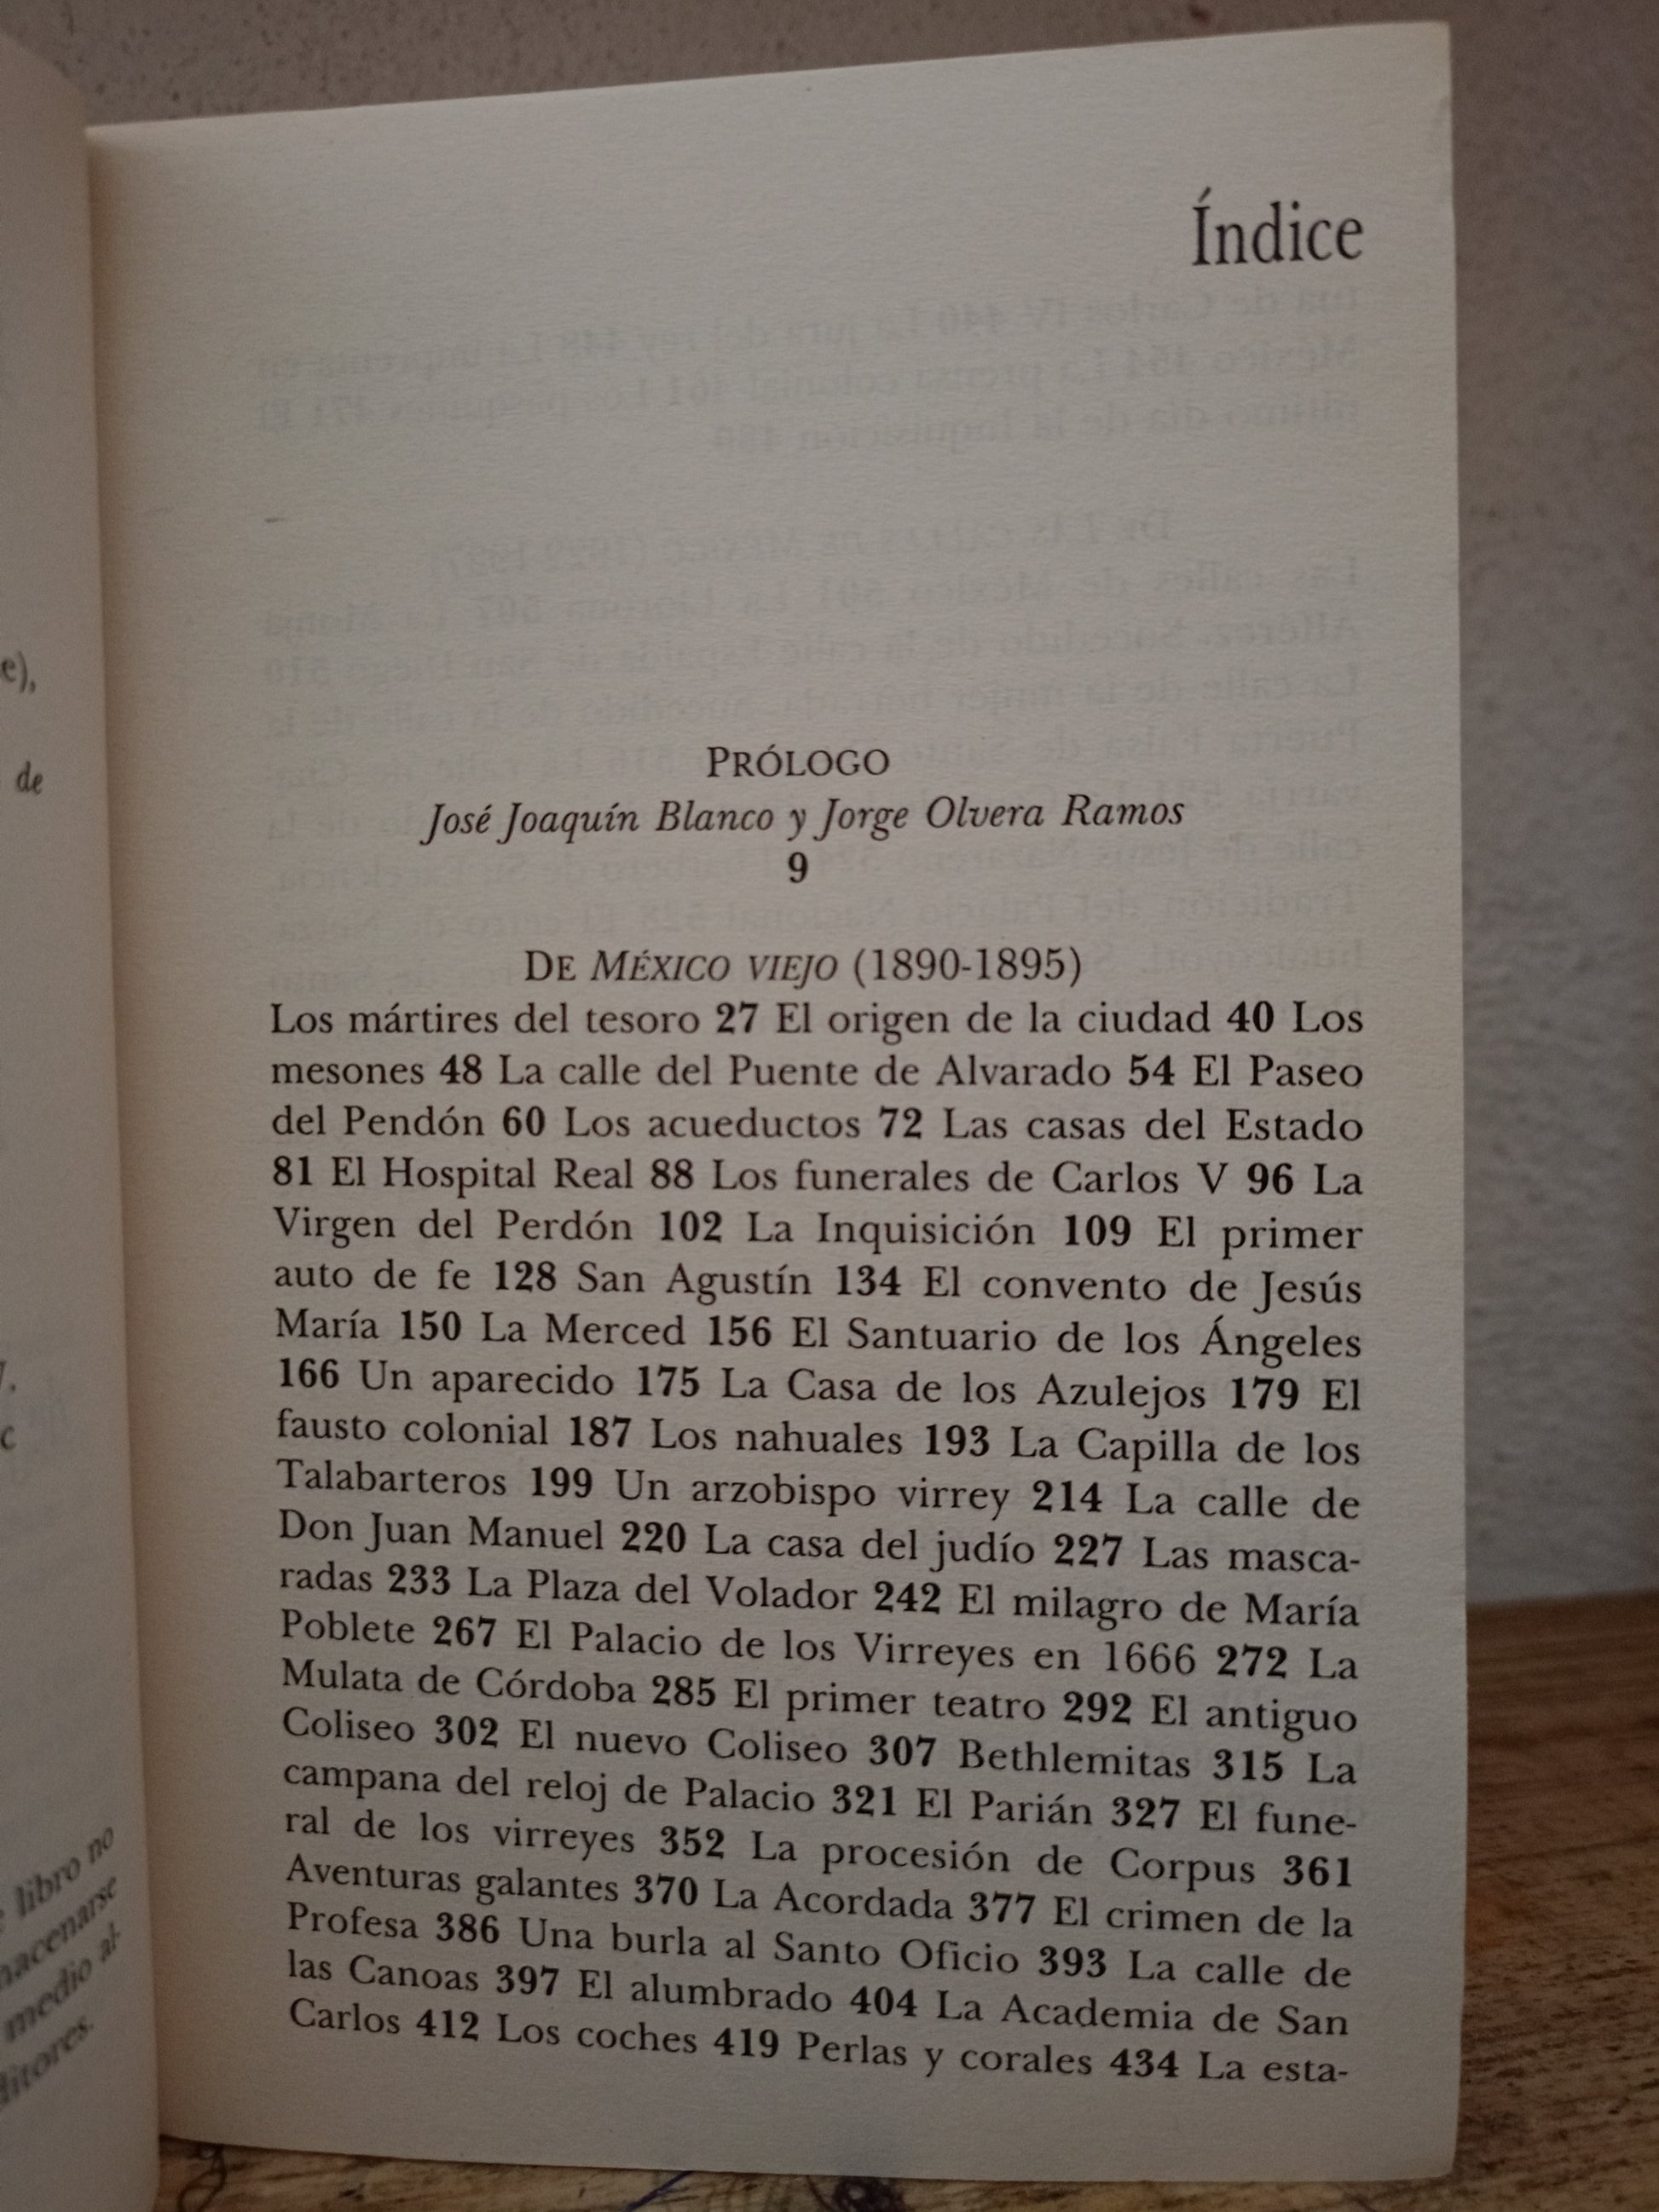 Índice
PRÓLOGO
José Joaquín Blanco y Jorge Olvera Ramos
9
DE MÉXICO VIEJO (1890-1895)
Los mártires del tesoro 27 El origen de la ciudad 40 Los
mesones 48 La calle del Puente de Alvarado 54 El Paseo
del Pendón 60 Los acueductos 72 Las casas del Estado
81 El Hospital Real 88 Los funerales de Carlos V 96 La
Virgen del Perdón 102 La Inquisición 109 El primer
auto de fe 128 San Agustín 134 El convento de Jesús
María 150 La Merced 156 El Santuario de los Ángeles
166 Un aparecido 175 La Casa de los Azulejos 179 El
fausto colonial 187 Los nahuales 193 La Capilla de los
Talabarteros 199 Un arzobispo virrey 214 La calle de
Don Juan Manuel 220 La casa del judío 227 Las masca-
radas 233 La Plaza del Volador 242 El milagro de María
Poblete 267 El Palacio de los Virreyes en 1666 272 La
Mulata de Córdoba 285 El primer teatro 292 El antiguo
Coliseo 302 El nuevo Coliseo 307 Bethlemitas 315 La
campana del reloj de Palacio 321 El Parián 327 El fune-
ral de los virreyes 352 La procesión de Corpus 361
Aventuras galantes 370 La Acordada 377 El crimen de la
Profesa 386 Una burla al Santo Oficio 393 La calle de
las Canoas 397 El alumbrado 404 La Academia de San
Carlos 412 Los coches 419 Perlas y corales 434 La esta-
de
libro no
medio al-